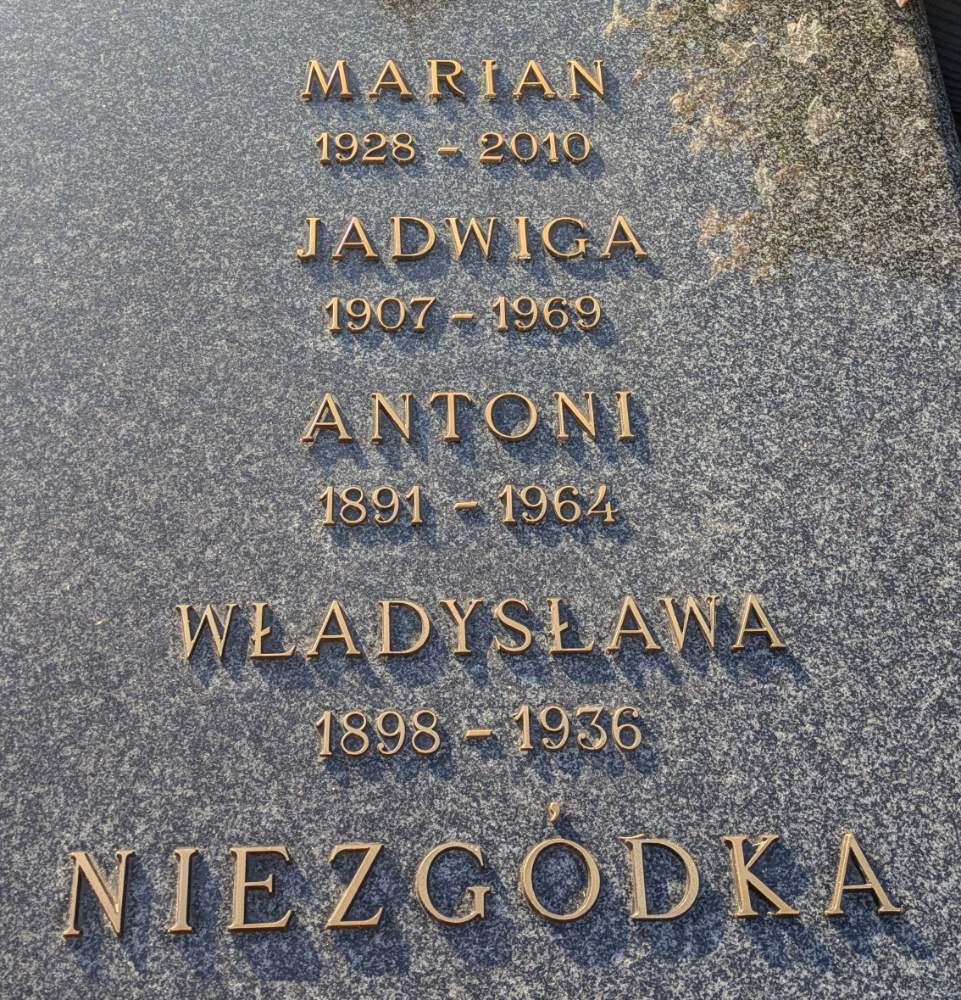 MARIAN
1928 - 2010
JADWIGA
1907 - 1969
ANTONI
1891 - 1964
WŁADYSŁAWA
1898 - 1936
NIEZGÓDKA